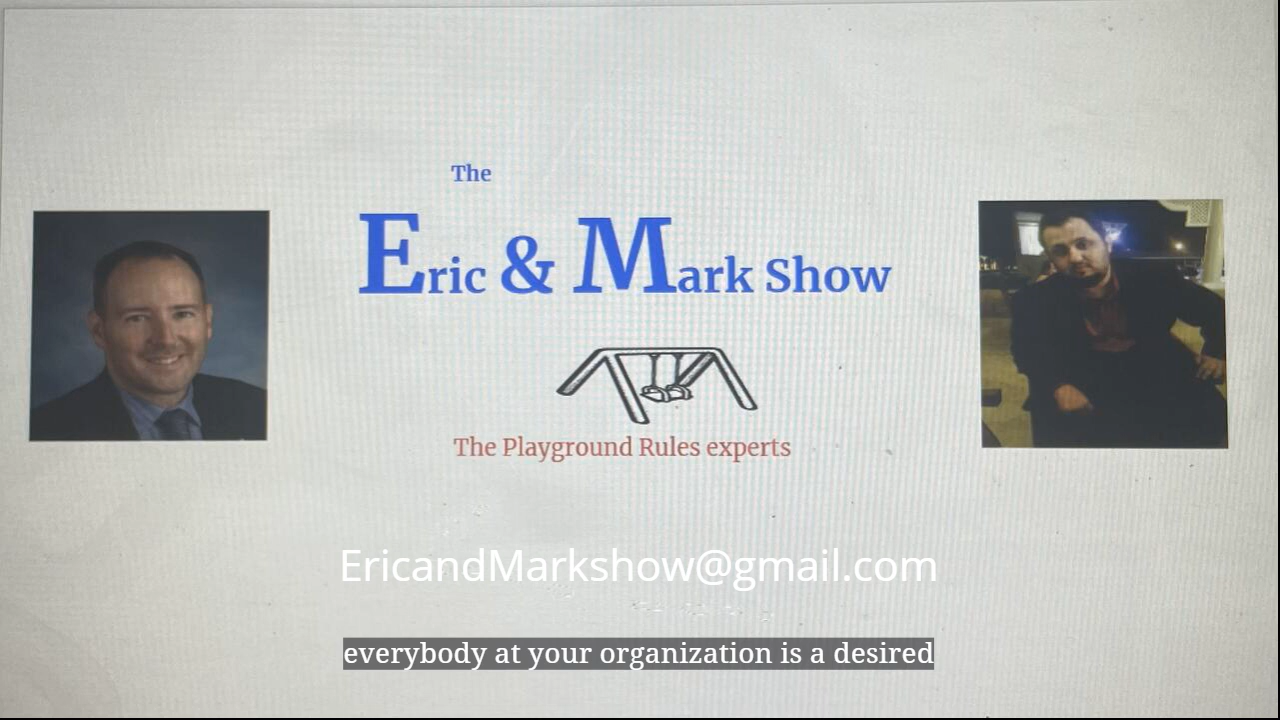 The
Eric & Mark Show
The Playground Rules experts
EricandMarkshow@gmail.com
everybody at your organization is a desired